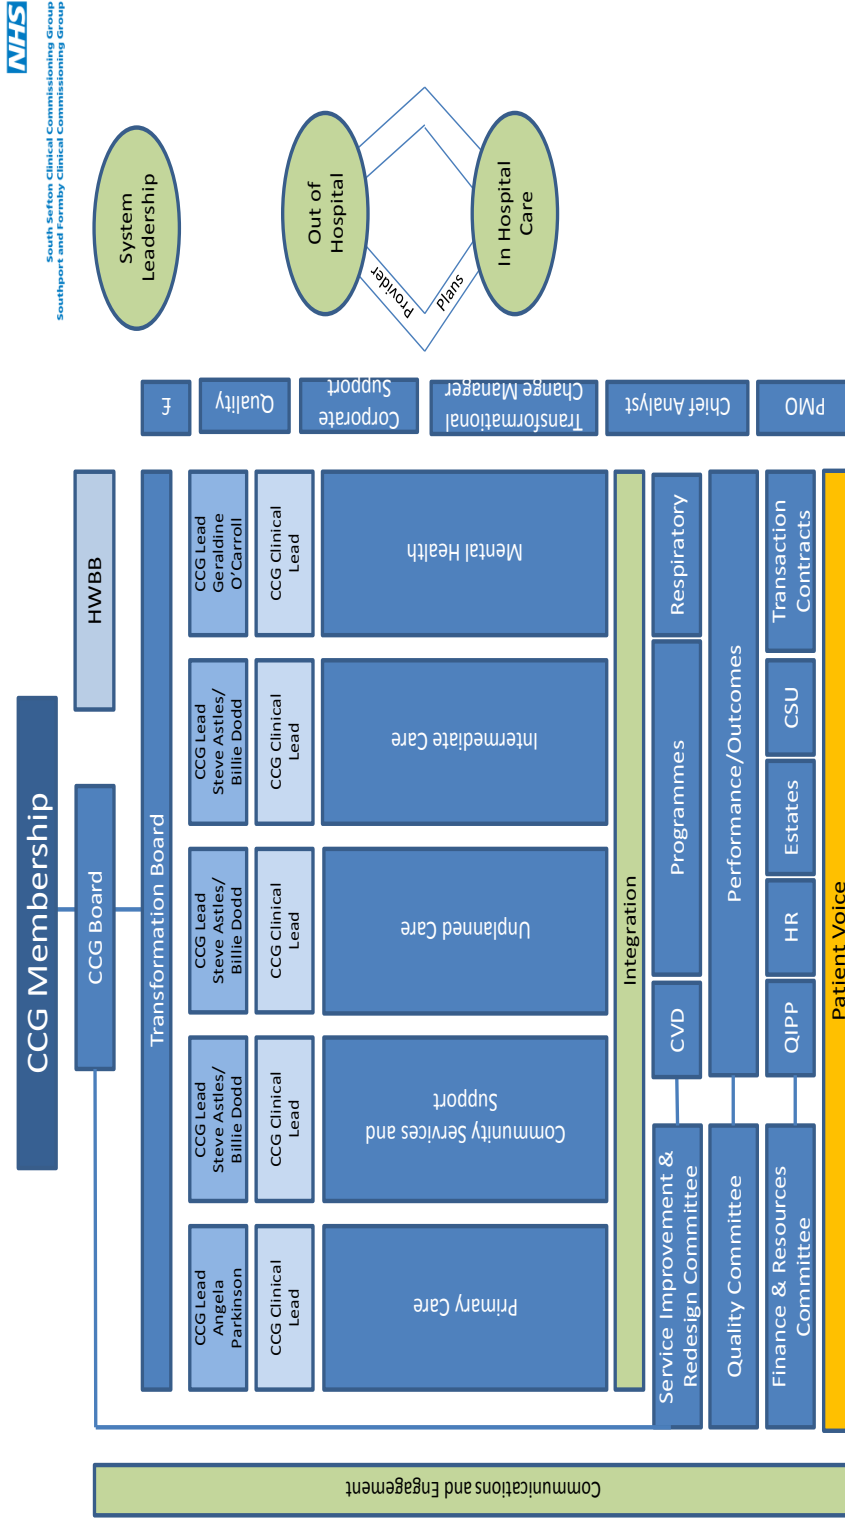 NHS
South Sefton Clinical Commissioning Group
Southport and Formby Clinical Commissioning Group
CCG Membership
CCG Board
HWBB
Transformation Board
CCG Lead
Angela
Parkinson
CCG Lead
Steve Astles/
Billie Dodd
CCG Lead
Steve Astles/
Billie Dodd
CCG Lead
Steve Astles/
Billie Dodd
CCG Lead
Geraldine
O’Carroll
CCG Clinical
Lead
CCG Clinical
Lead
CCG Clinical
Lead
CCG Clinical
Lead
CCG Clinical
Lead
Primary Care
Community Services and
Support
Unplanned Care
Intermediate Care
Mental Health
Integration
Service Improvement &
Redesign Committee
CVD
Programmes
Respiratory
Quality Committee
Performance/Outcomes
Finance & Resources
Committee
QIPP
HR
Estates
CSU
Transaction
Contracts
Patient Voice
Communications and Engagement
£
Quality
Corporate
Support
Transformational
Change Manager
Chief Analyst
PMO
System
Leadership
Out of
Hospital
Provider
Plans
In Hospital
Care